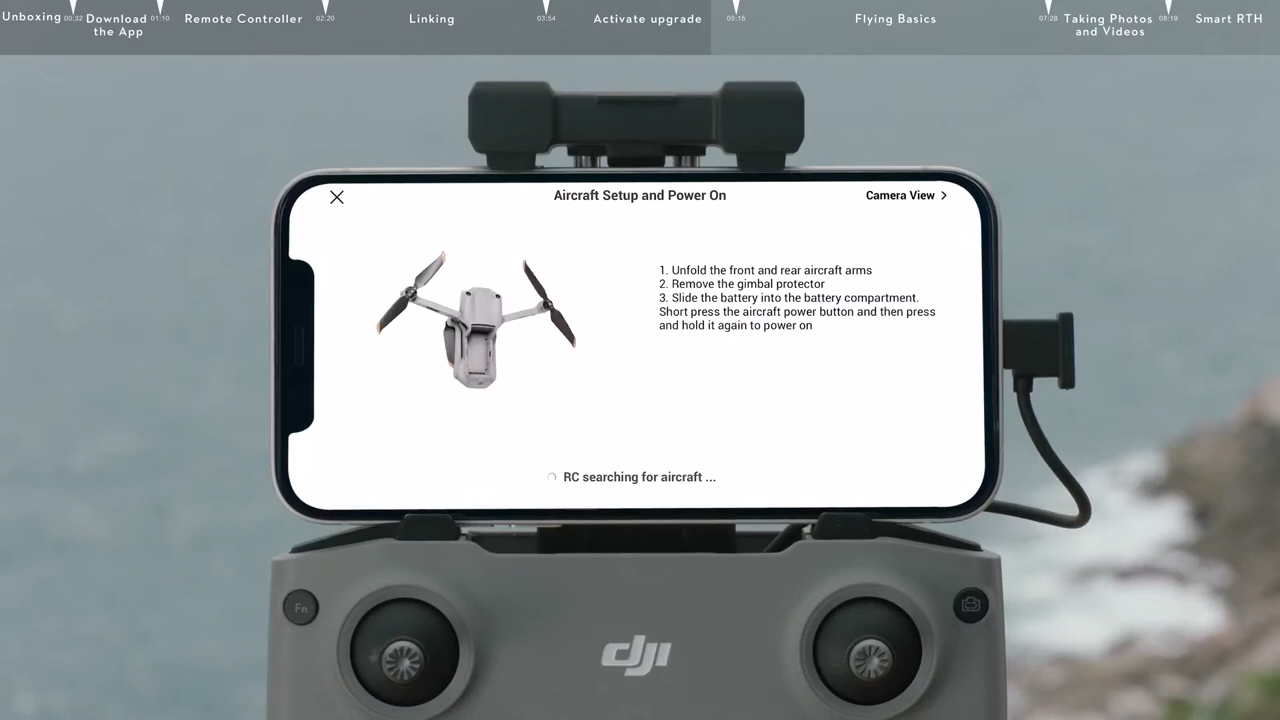 Unboxing 00:32 Download the App 01:10 Remote Controller 02:20 Linking 03:54 Activate upgrade 05:15 Flying Basics 07:28 Taking Photos and Videos 08:19 Smart RTH
Aircraft Setup and Power On
Camera View
1. Unfold the front and rear aircraft arms
2. Remove the gimbal protector
3. Slide the battery into the battery compartment.
Short press the aircraft power button and then press
and hold it again to power on
RC searching for aircraft ...
Fn
dji